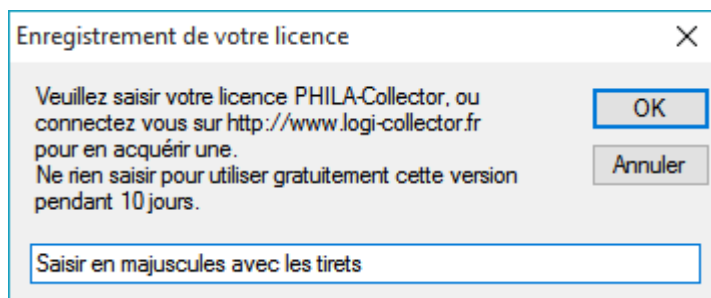 Enregistrement de votre licence
Veuillez saisir votre licence PHILA-Collector, ou
connectez vous sur http://www.logi-collector.fr
pour en acquérir une.
Ne rien saisir pour utiliser gratuitement cette version
pendant 10 jours.
OK
Annuler
Saisir en majuscules avec les tirets